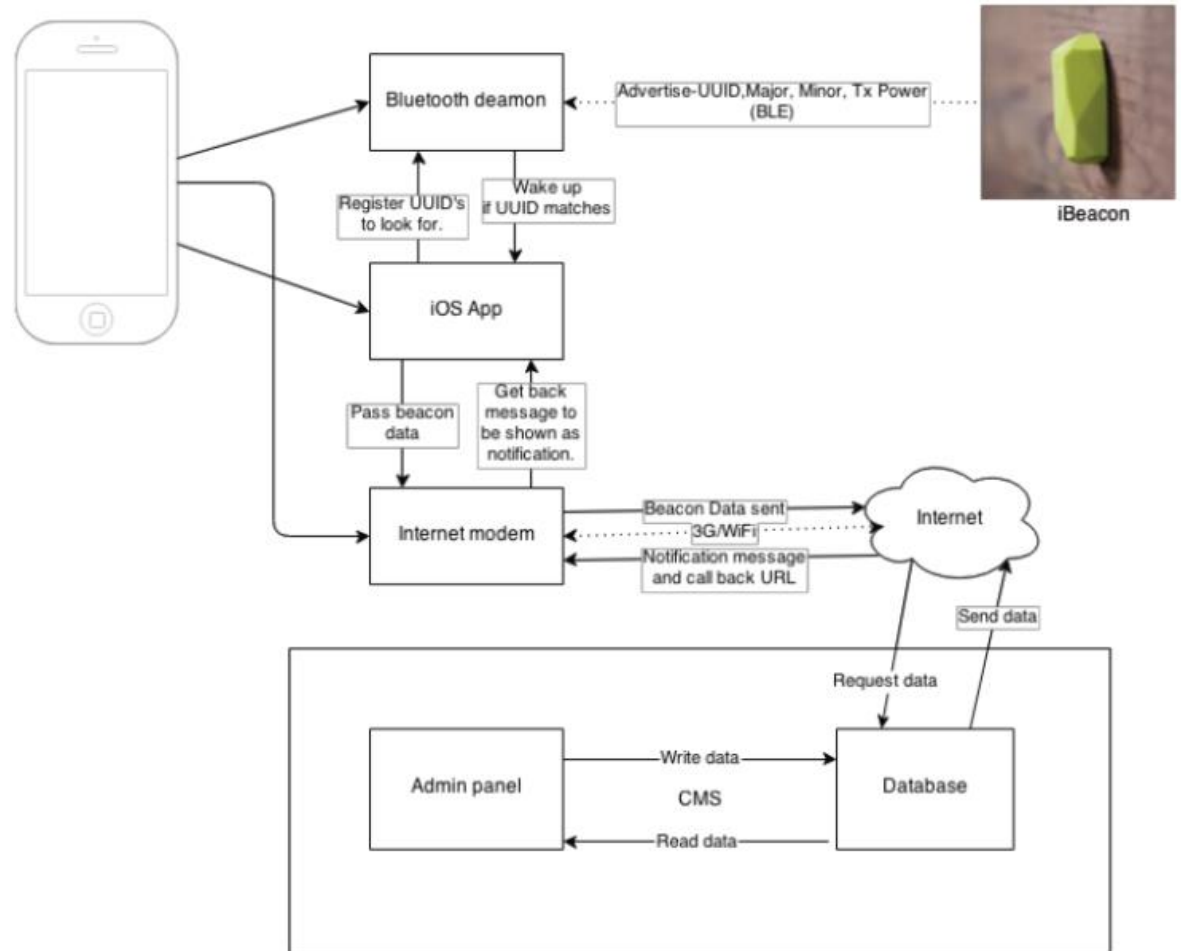 Bluetooth deamon
Advertise-UUID,Major, Minor, Tx Power
(BLE)
iBeacon
Register UUID's
to look for.
Wake up
if UUID matches
iOS App
Pass beacon
data
Get back
message to
be shown as
notification.
Internet modem
Beacon Data sent
3G/WiFi
Notification message
and call back URL
Internet
Send data
Request data
Admin panel
Write data
CMS
Read data
Database